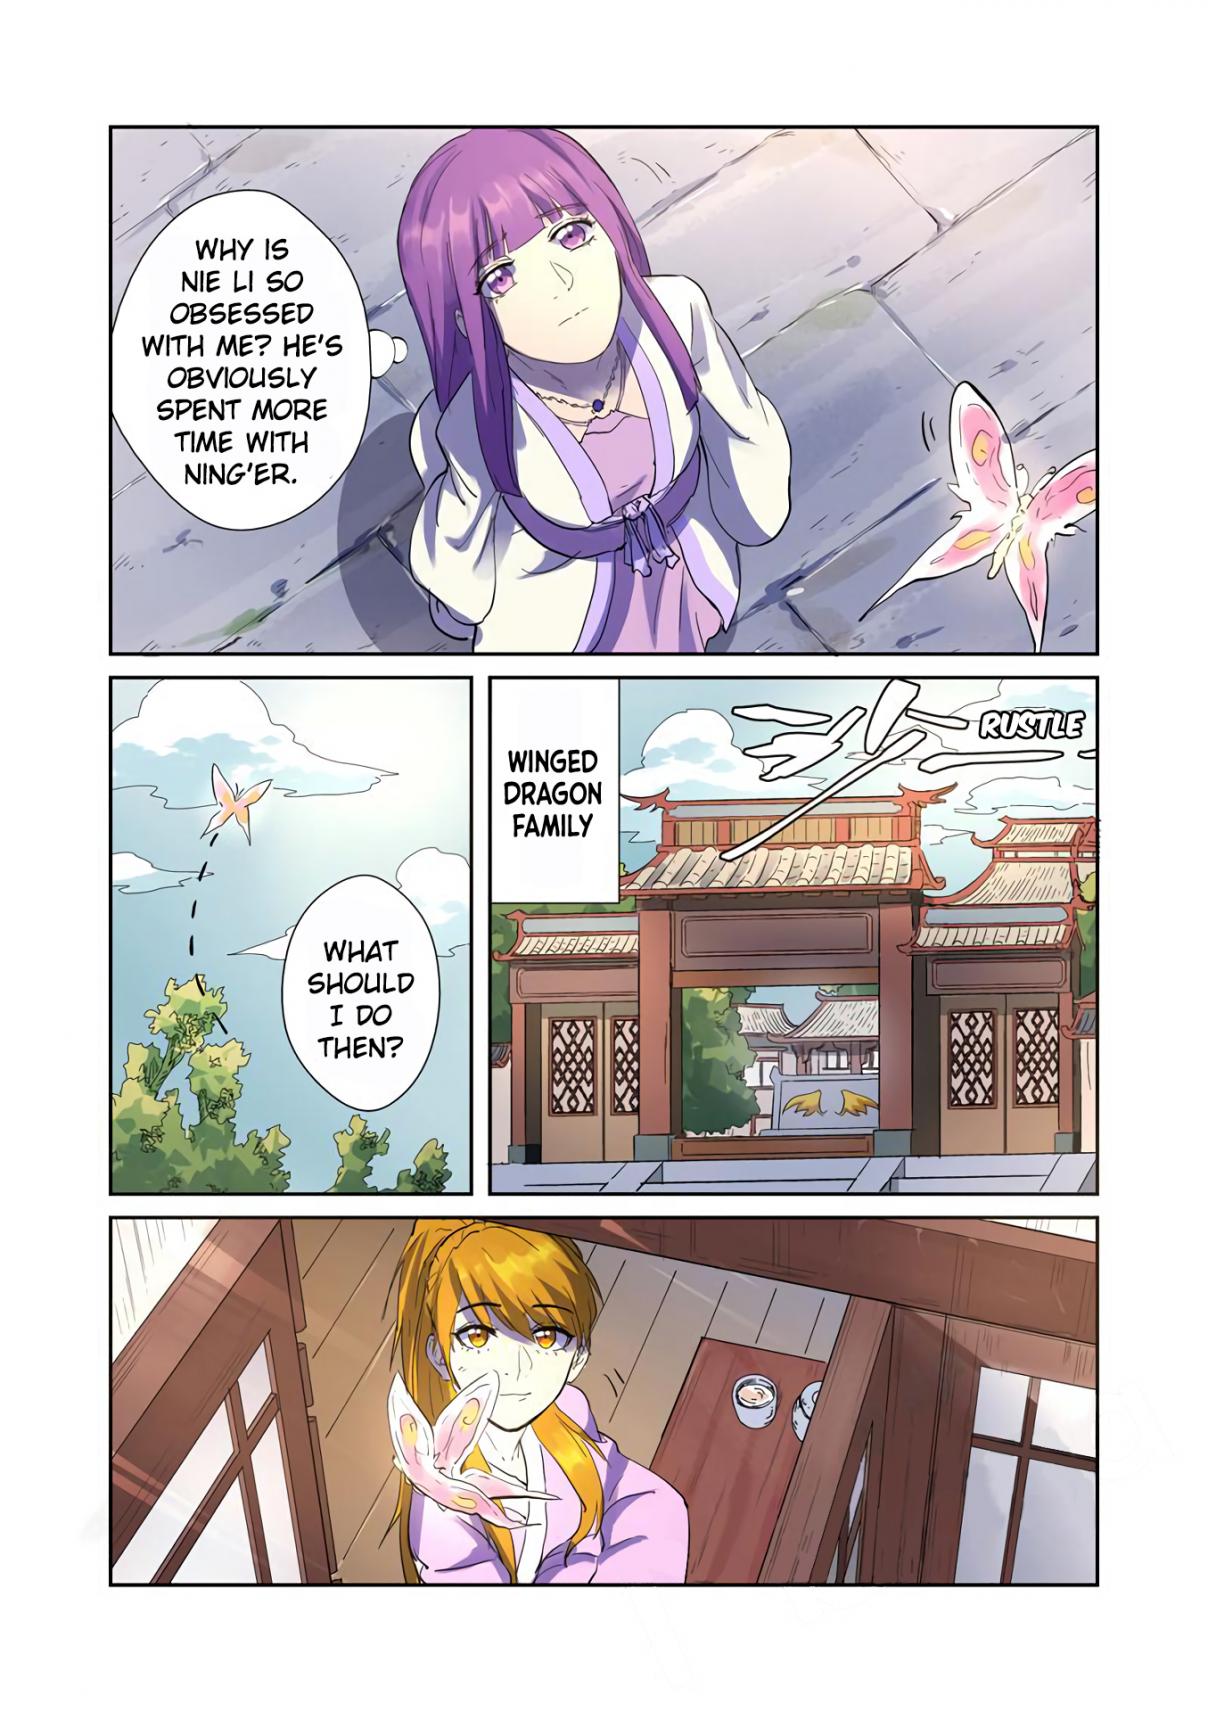 WHY IS
NIE LI SO
OBSESSED
WITH ME? HE'S
OBVIOUSLY
SPENT MORE
TIME WITH
NING'ER.
WHAT
SHOULD
I DO
THEN?
WINGED
DRAGON
FAMILY
沙
RUSTLE